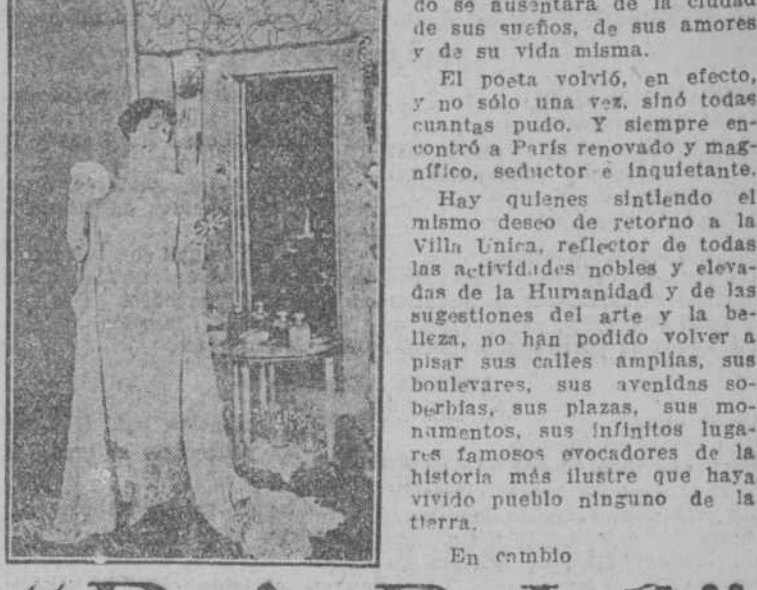 do se ausentara de la ciudad
de sus sueños, de sus amores
y de su vida misma.
El poeta volvió, en efecto,
y no sólo una vez, sinó todas
cuantas pudo. Y siempre en-
contró a París renovado y mag-
nífico, seductor e inquietante.
Hay quienes sintiendo el
mismo deseo de retorno a la
Villa Unica, reflector de todas
las actividades nobles y eleva-
das de la Humanidad y de las
sugestiones del arte y la be-
lleza, no han podido volver a
pisar sus calles amplias, sus
boulevares, sus avenidas so-
berbias, sus plazas, sus mo-
numentos, sus infinitos luga-
res famosos evocadores de la
historia más ilustre que haya
vivido pueblo ninguno de la
tierra.
En cambio